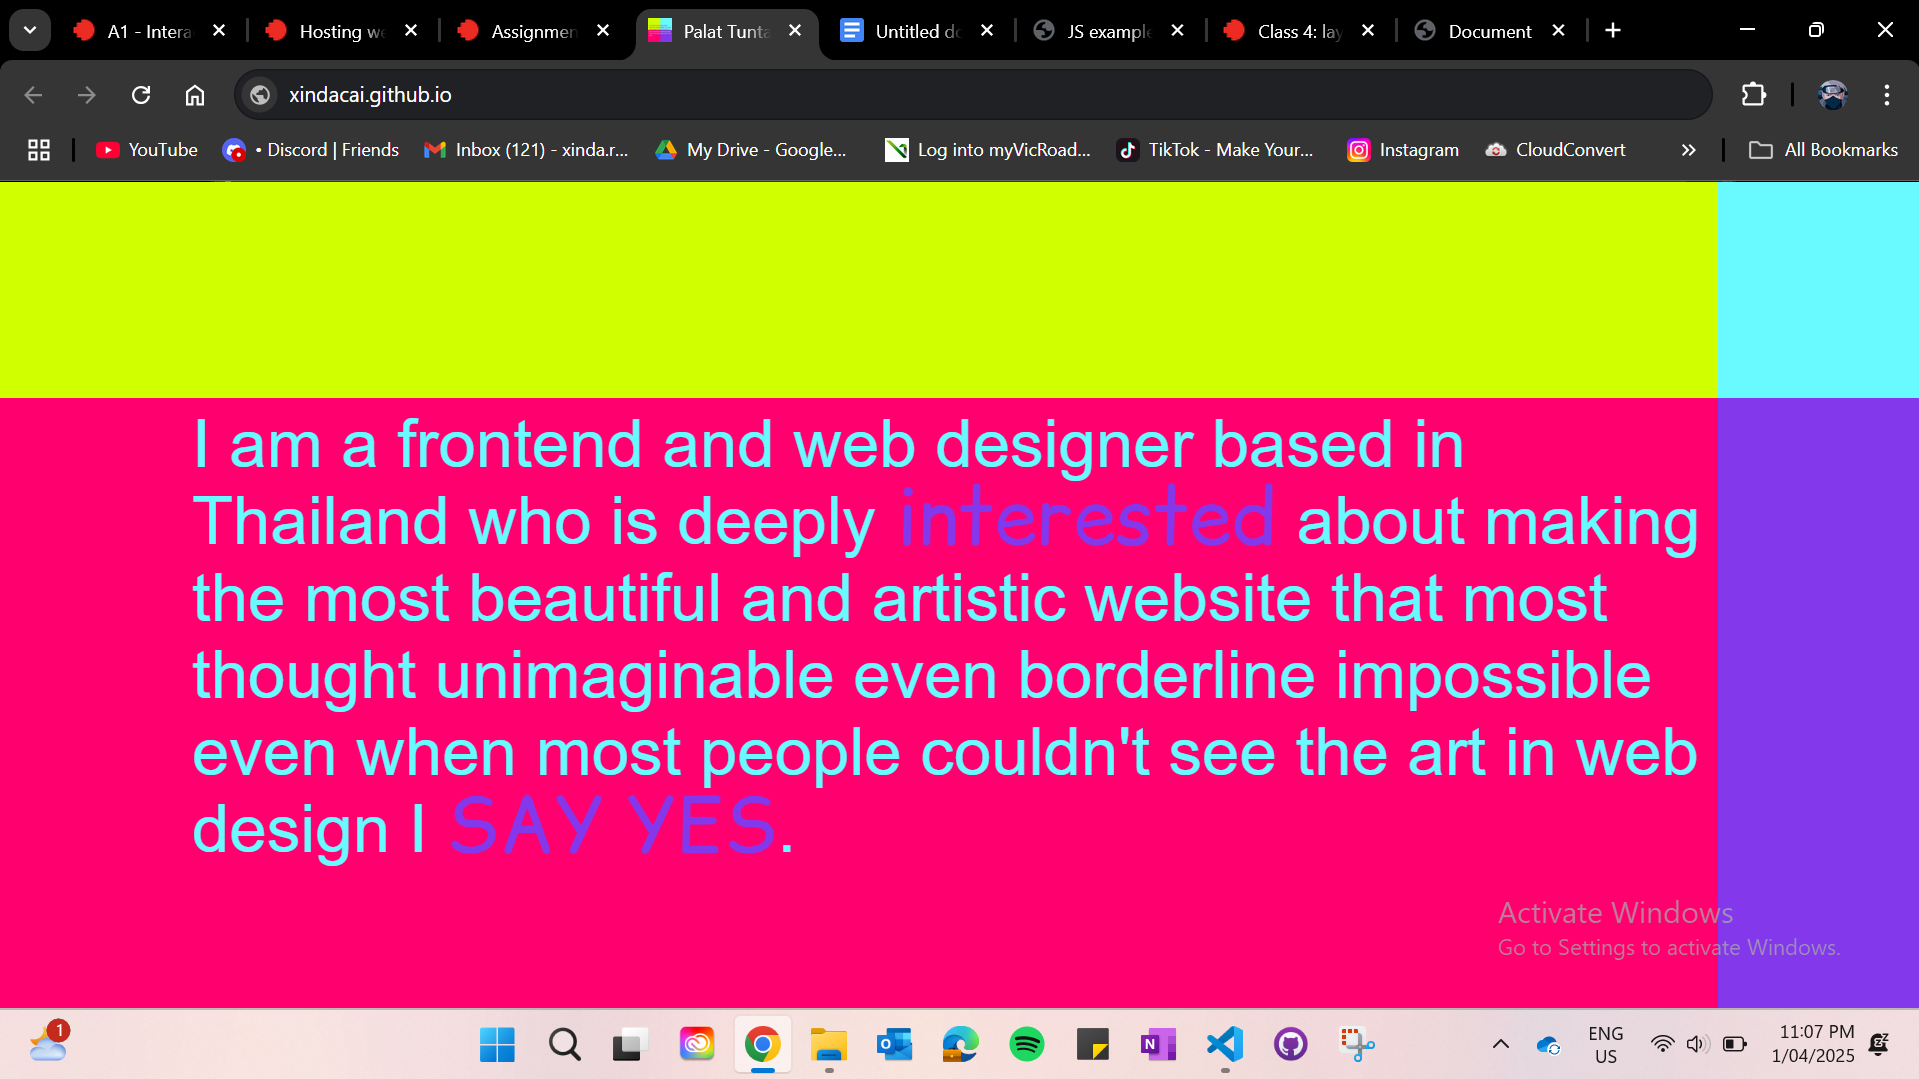 A1 - Intera
Hosting we
Assignmen
Palat Tunta
Untitled do
JS example
Class 4: lay
Document
xindacai.github.io
YouTube
• Discord | Friends
Inbox (121) - xinda.r...
My Drive - Google...
Log into myVicRoad...
TikTok - Make Your...
Instagram
CloudConvert
All Bookmarks
I am a frontend and web designer based in
Thailand who is deeply interested about making
the most beautiful and artistic website that most
thought unimaginable even borderline impossible
even when most people couldn't see the art in web
design I SAY YES.
Activate Windows
Go to Settings to activate Windows.
1
ENG
US
11:07 PM
1/04/2025